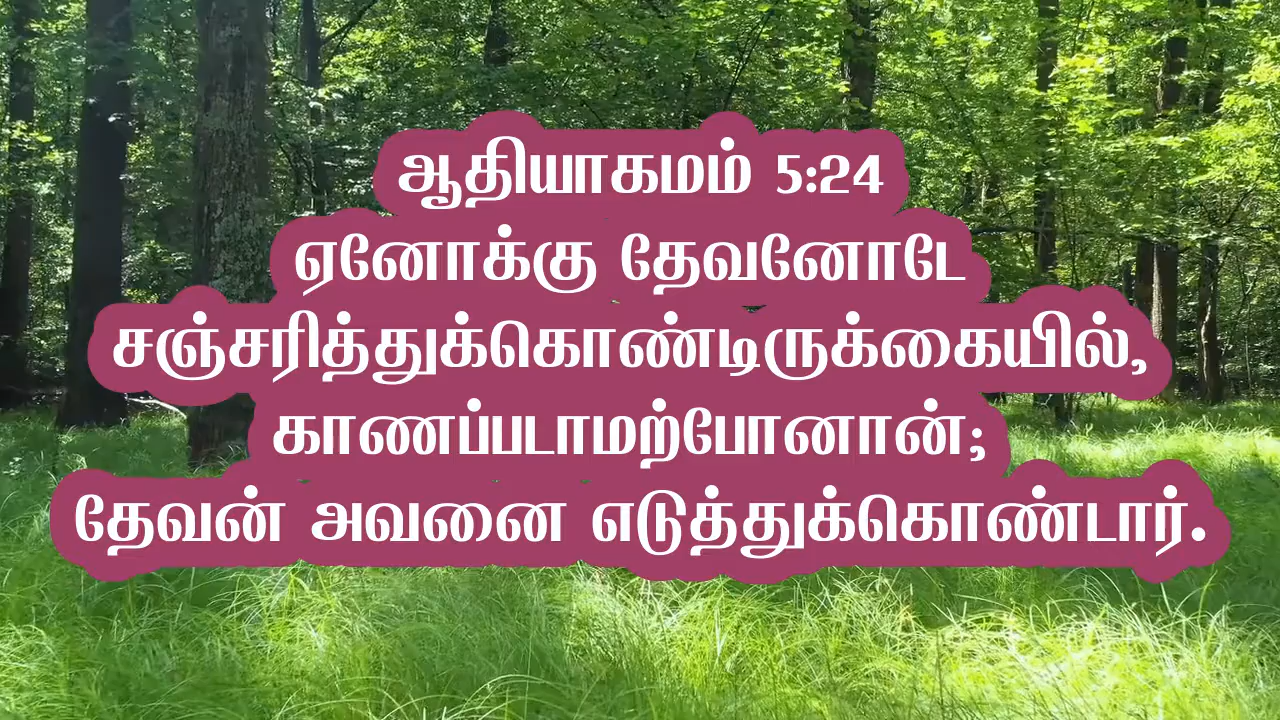 ஆதியாகமம் 5:24
ஏனோக்கு தேவனோடே
சஞ்சரித்துக்கொண்டிருக்கையில்,
காணப்படாமற்போனான்;
தேவன் அவனை எடுத்துக்கொண்டார்.